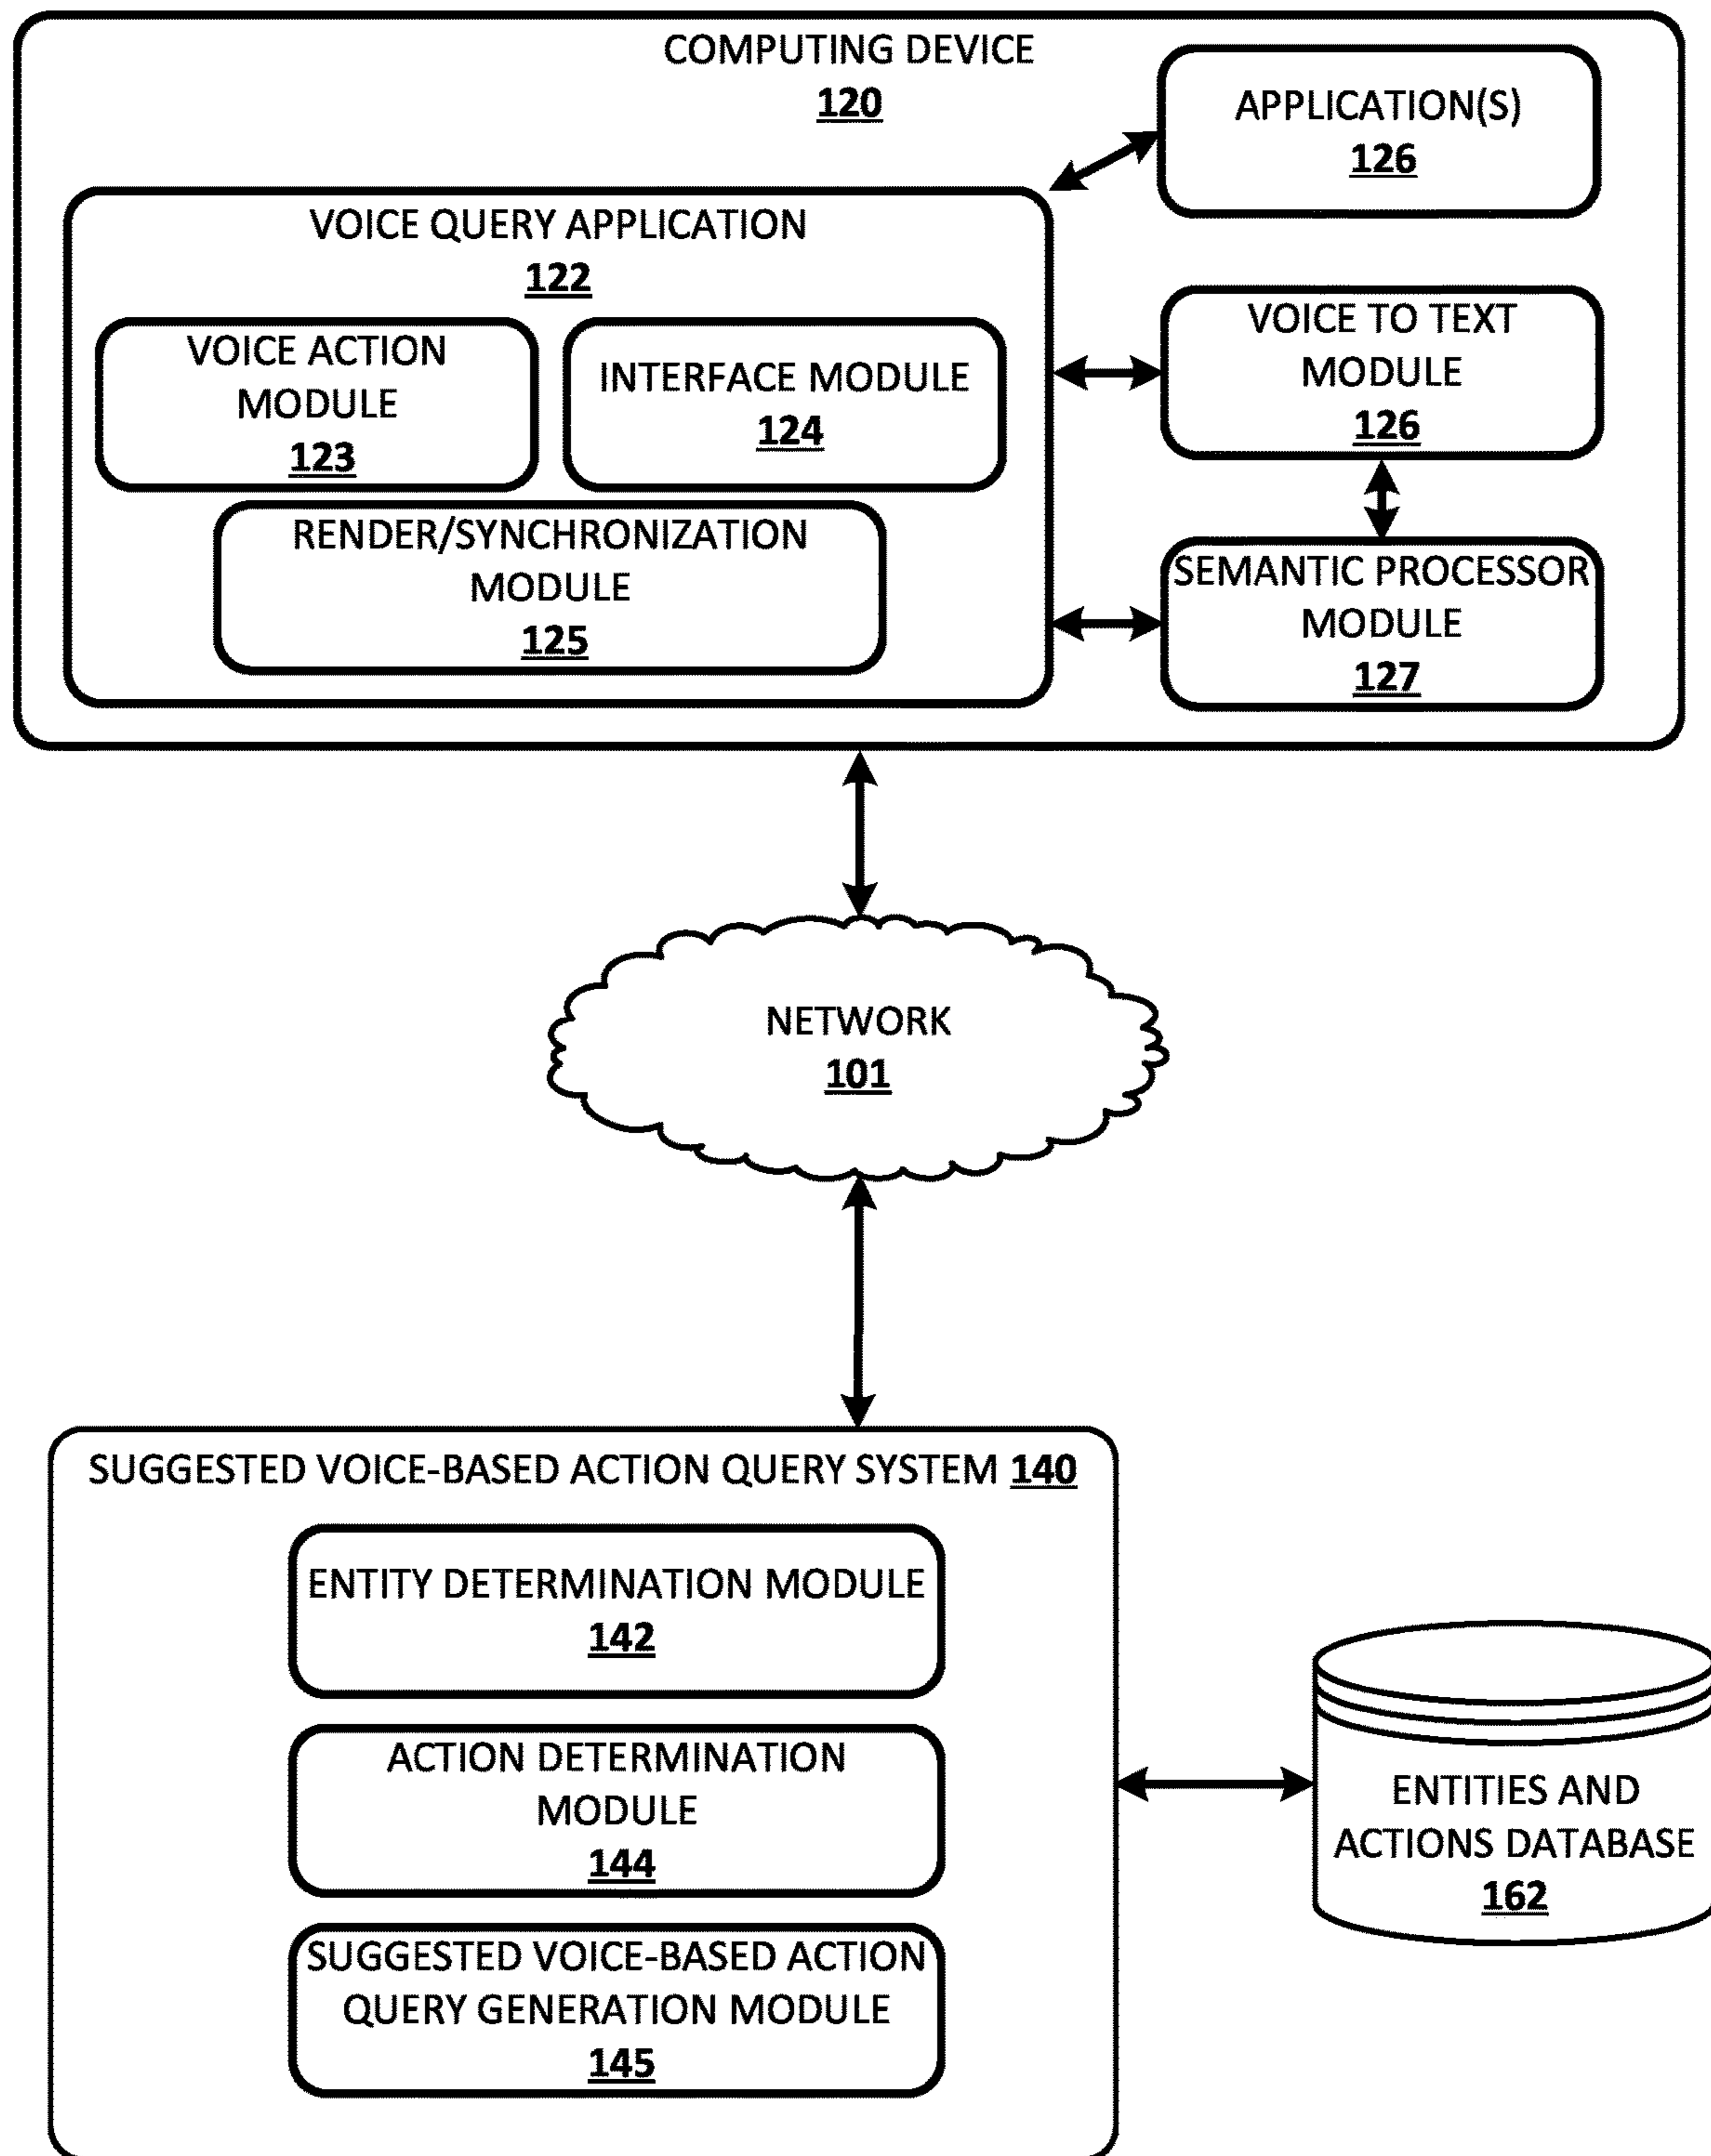 COMPUTING DEVICE
120
APPLICATION(S)
126
VOICE QUERY APPLICATION
122
VOICE ACTION
MODULE
123
INTERFACE MODULE
124
RENDER/SYNCHRONIZATION
MODULE
125
VOICE TO TEXT
MODULE
126
SEMANTIC PROCESSOR
MODULE
127
NETWORK
101
SUGGESTED VOICE-BASED ACTION QUERY SYSTEM 140
ENTITY DETERMINATION MODULE
142
ACTION DETERMINATION
MODULE
144
SUGGESTED VOICE-BASED ACTION
QUERY GENERATION MODULE
145
ENTITIES AND
ACTIONS DATABASE
162